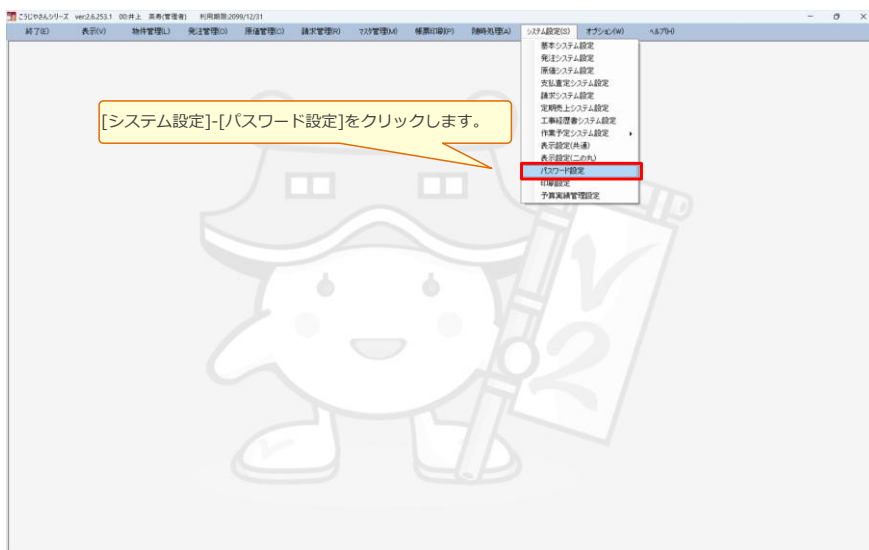 こうじやさんシリーズ ver.2.6.253.1 00:井上 英寿(管理者) 利用期限:2099/12/31
終了(E) 表示(V) 物件管理(L) 発注管理(O) 原価管理(C) 請求管理(R) マスタ管理(M) 帳票印刷(P) 随時処理(A) システム設定(S) オプション(W) ヘルプ(H)
基本システム設定
発注システム設定
原価システム設定
支払査定システム設定
請求システム設定
定期売上システム設定
工事経歴書システム設定
作業予定システム設定
表示設定(共通)
表示設定(二の丸)
パスワード設定
印刷設定
予算実績管理設定
[システム設定]-[パスワード設定]をクリックします。
V2